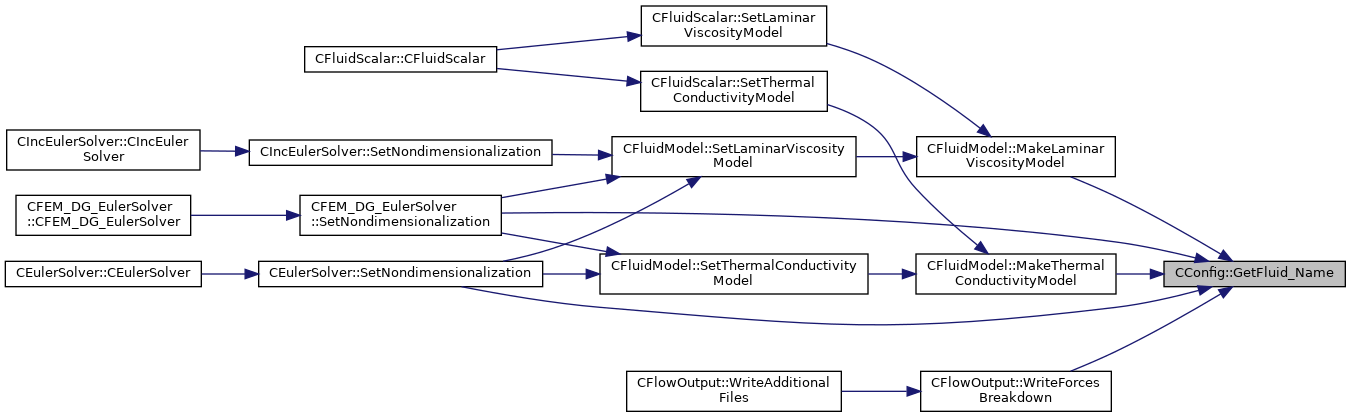 CFluidScalar::SetLaminar
ViscosityModel
CFluidScalar::CFluidScalar
CFluidScalar::SetThermal
ConductivityModel
CIncEulerSolver::CIncEuler
Solver
CIncEulerSolver::SetNondimensionalization
CFluidModel::SetLaminarViscosity
Model
CFluidModel::MakeLaminar
ViscosityModel
CFEM_DG_EulerSolver
::CFEM_DG_EulerSolver
CFEM_DG_EulerSolver
::SetNondimensionalization
CEulerSolver::CEulerSolver
CEulerSolver::SetNondimensionalization
CFluidModel::SetThermalConductivity
Model
CFluidModel::MakeThermal
ConductivityModel
CConfig::GetFluid_Name
CFlowOutput::WriteAdditional
Files
CFlowOutput::WriteForces
Breakdown